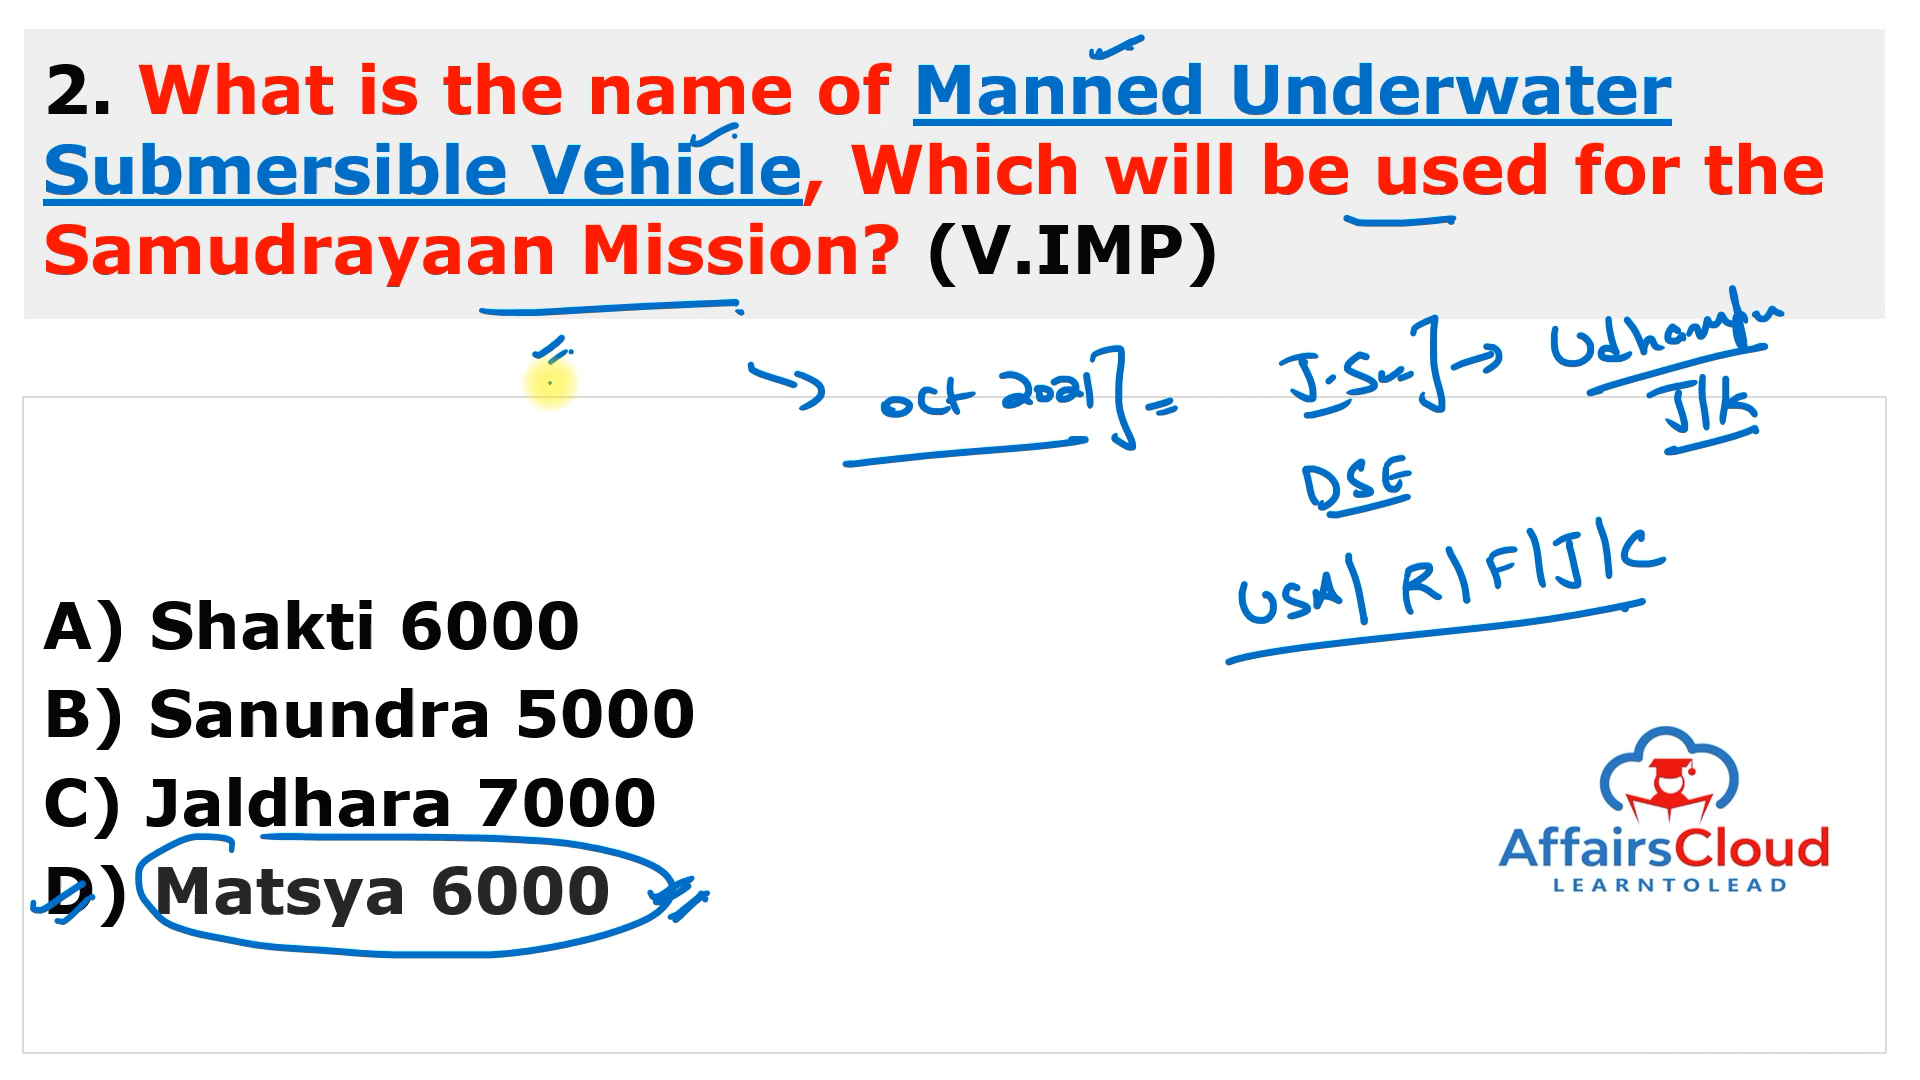 2. What is the name of Manned Underwater
Submersible Vehicle, Which will be used for the
Samudrayaan Mission? (V.IMP)
oct 2021] =
J. ] → Udhampur
J|K
DSE
USA| R| F|J|C
A) Shakti 6000
B) Sanundra 5000
C) Jaldhara 7000
D) Matsya 6000
AffairsCloud
LEARNTOLEAD